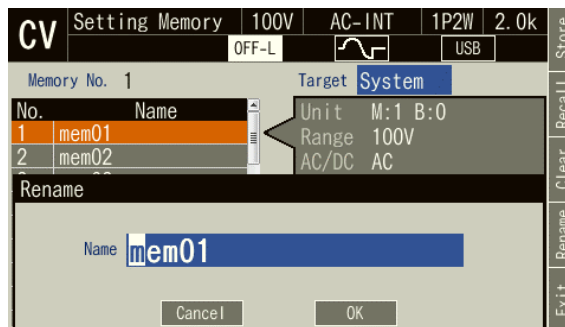 CV Setting Memory 100V AC-INT 1P2W 2.0k
OFF-L USB
Memory No. 1 Target System
No. Name
1 mem01
2 mem02
Unit M:1 B:0
Range 100V
AC/DC AC
Rename
Name mem01
Cancel OK
Store
Recall
Clear
Rename
Exit